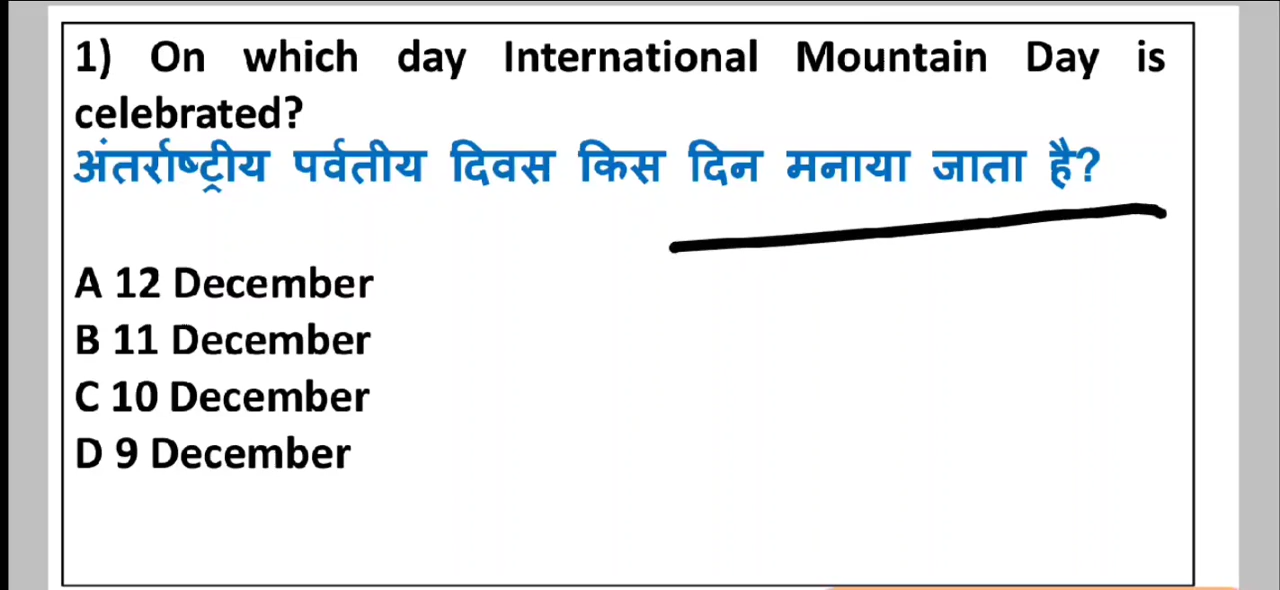 1) On which day International Mountain Day is
celebrated?
अंतर्राष्ट्रीय पर्वतीय दिवस किस दिन मनाया जाता है?
A 12 December
B 11 December
C 10 December
D 9 December